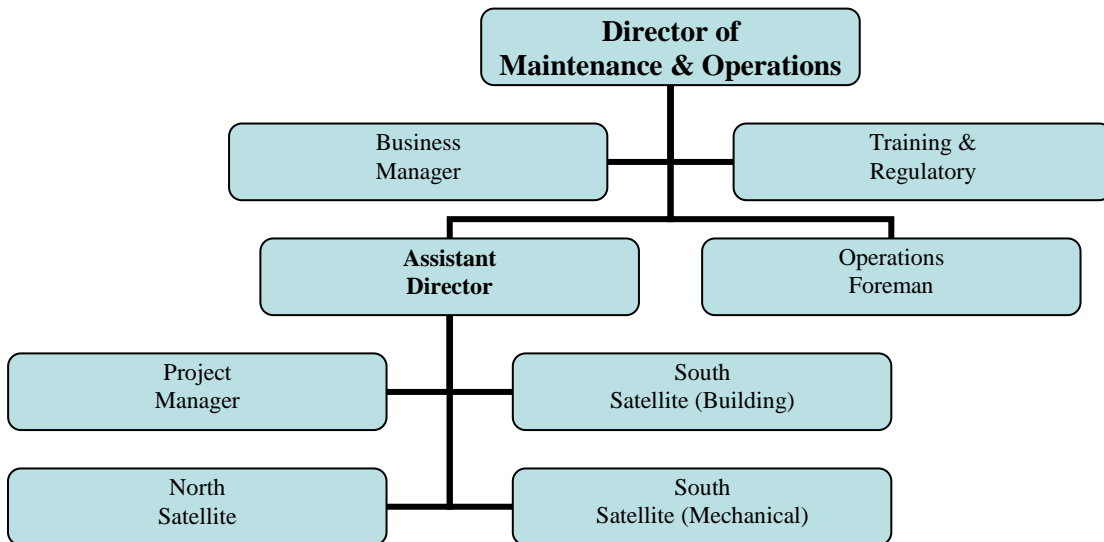 Director of
Maintenance & Operations
Business
Manager
Training &
Regulatory
Assistant
Director
Operations
Foreman
Project
Manager
South
Satellite (Building)
North
Satellite
South
Satellite (Mechanical)